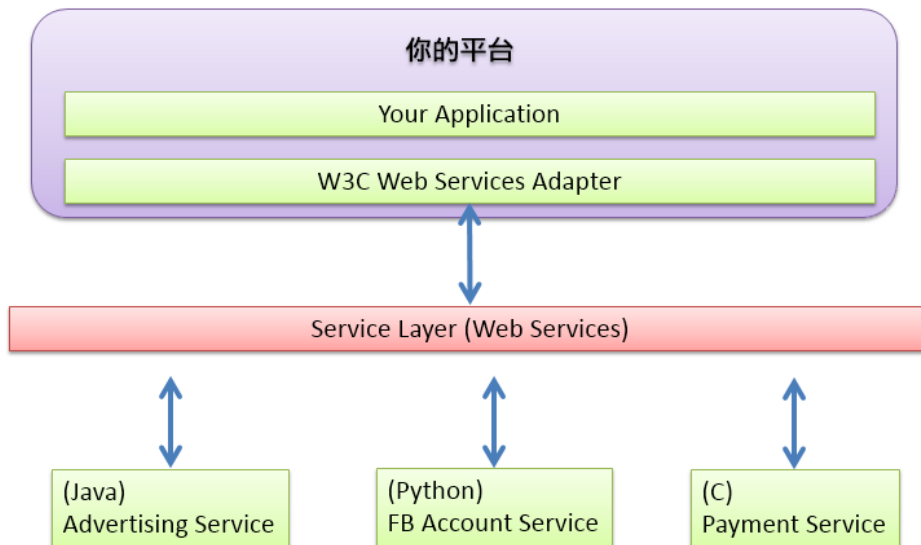 你的平台
Your Application
W3C Web Services Adapter
Service Layer (Web Services)
(Java)
Advertising Service
(Python)
FB Account Service
(C)
Payment Service